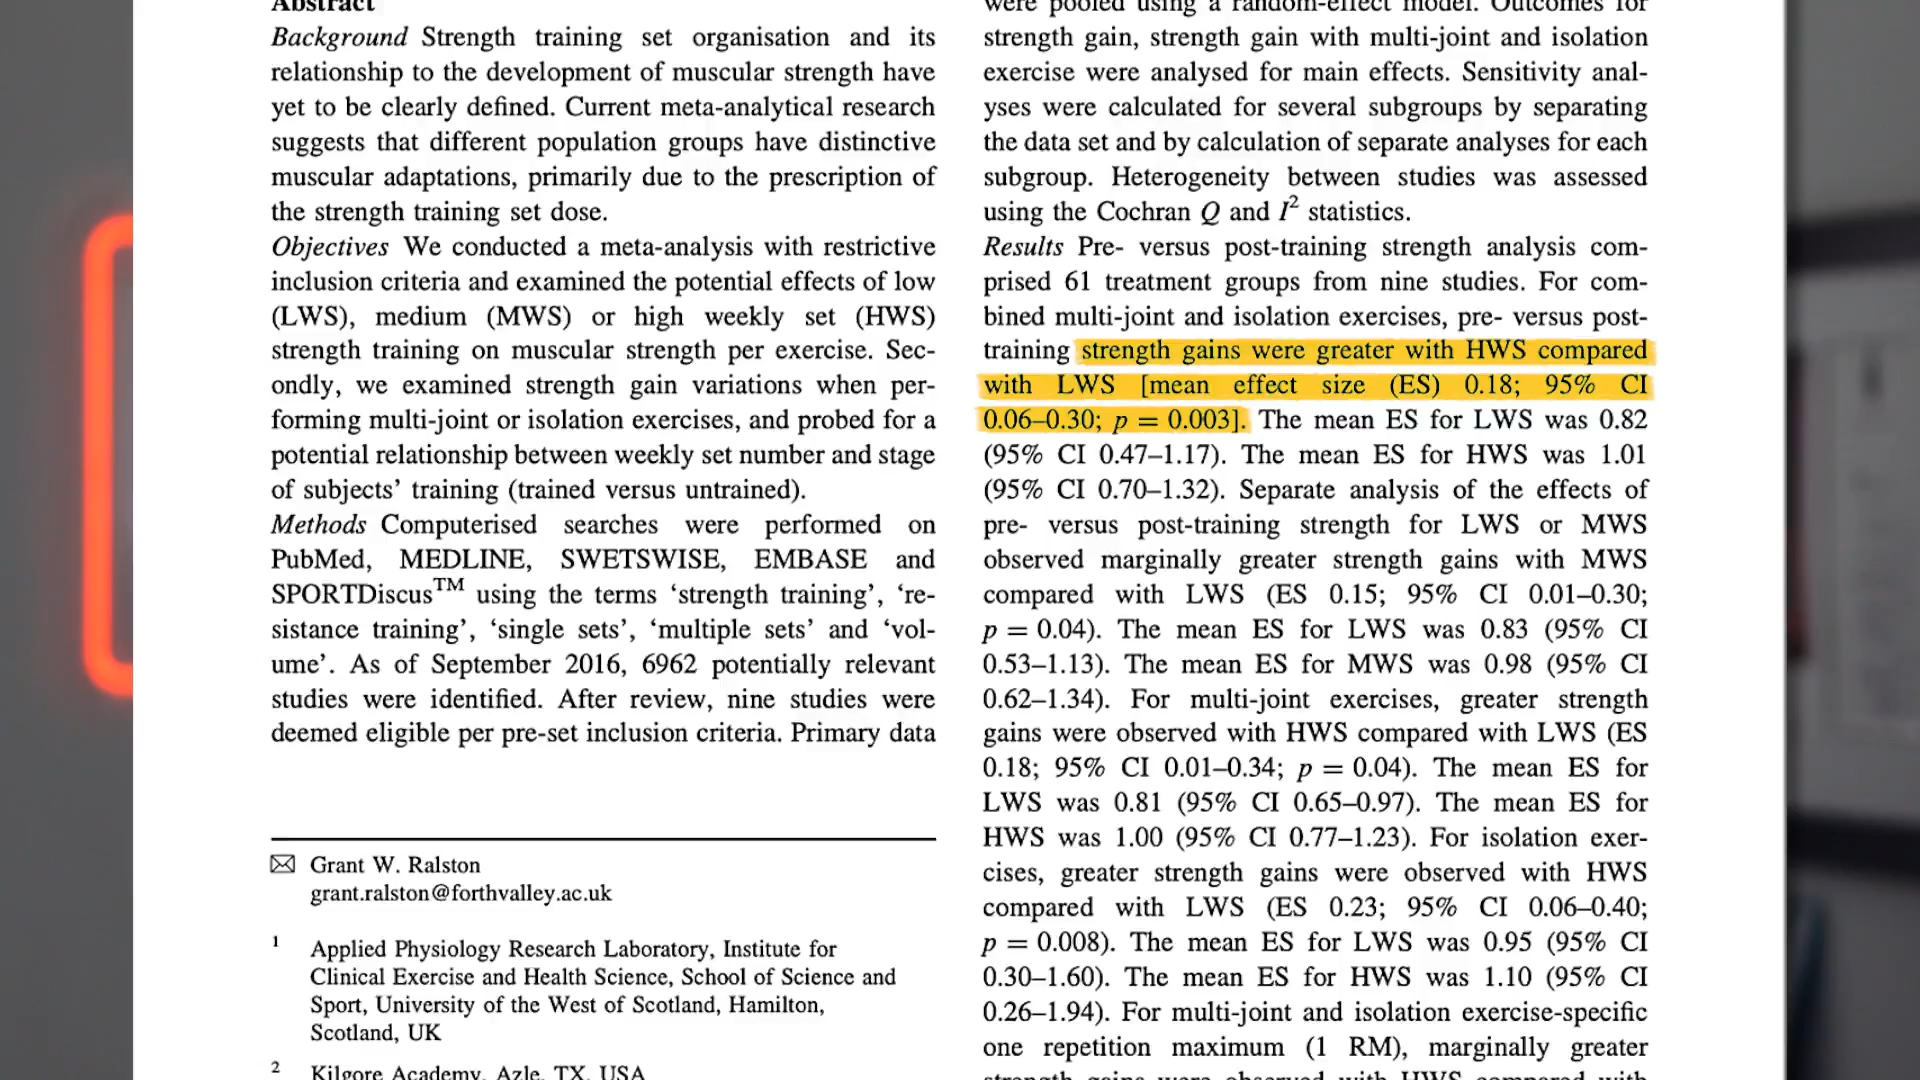 Abstract
Background Strength training set organisation and its
relationship to the development of muscular strength have
yet to be clearly defined. Current meta-analytical research
suggests that different population groups have distinctive
muscular adaptations, primarily due to the prescription of
the strength training set dose.
Objectives We conducted a meta-analysis with restrictive
inclusion criteria and examined the potential effects of low
(LWS), medium (MWS) or high weekly set (HWS)
strength training on muscular strength per exercise. Sec-
ondly, we examined strength gain variations when per-
forming multi-joint or isolation exercises, and probed for a
potential relationship between weekly set number and stage
of subjects' training (trained versus untrained).
Methods Computerised searches were performed on
PubMed, MEDLINE, SWETSWISE, EMBASE and
SPORTDiscus™ using the terms 'strength training', 're-
sistance training', 'single sets', 'multiple sets' and 'vol-
ume'. As of September 2016, 6962 potentially relevant
studies were identified. After review, nine studies were
deemed eligible per pre-set inclusion criteria. Primary data
✉ Grant W. Ralston
grant.ralston@forthvalley.ac.uk
1 Applied Physiology Research Laboratory, Institute for
Clinical Exercise and Health Science, School of Science and
Sport, University of the West of Scotland, Hamilton,
Scotland, UK
2 Kilgore Academy, Azle, TX, USA
were pooled using a random-effect model. Outcomes for
strength gain, strength gain with multi-joint and isolation
exercise were analysed for main effects. Sensitivity anal-
yses were calculated for several subgroups by separating
the data set and by calculation of separate analyses for each
subgroup. Heterogeneity between studies was assessed
using the Cochran Q and I² statistics.
Results Pre- versus post-training strength analysis com-
prised 61 treatment groups from nine studies. For com-
bined multi-joint and isolation exercises, pre- versus post-
training strength gains were greater with HWS compared
with LWS [mean effect size (ES) 0.18; 95% CI
0.06–0.30; p = 0.003]. The mean ES for LWS was 0.82
(95% CI 0.47–1.17). The mean ES for HWS was 1.01
(95% CI 0.70–1.32). Separate analysis of the effects of
pre- versus post-training strength for LWS or MWS
observed marginally greater strength gains with MWS
compared with LWS (ES 0.15; 95% CI 0.01–0.30;
p = 0.04). The mean ES for LWS was 0.83 (95% CI
0.53–1.13). The mean ES for MWS was 0.98 (95% CI
0.62–1.34). For multi-joint exercises, greater strength
gains were observed with HWS compared with LWS (ES
0.18; 95% CI 0.01–0.34; p = 0.04). The mean ES for
LWS was 0.81 (95% CI 0.65–0.97). The mean ES for
HWS was 1.00 (95% CI 0.77–1.23). For isolation exer-
cises, greater strength gains were observed with HWS
compared with LWS (ES 0.23; 95% CI 0.06–0.40;
p = 0.008). The mean ES for LWS was 0.95 (95% CI
0.30–1.60). The mean ES for HWS was 1.10 (95% CI
0.26–1.94). For multi-joint and isolation exercise-specific
one repetition maximum (1 RM), marginally greater
strength gains were observed with HWS compared with